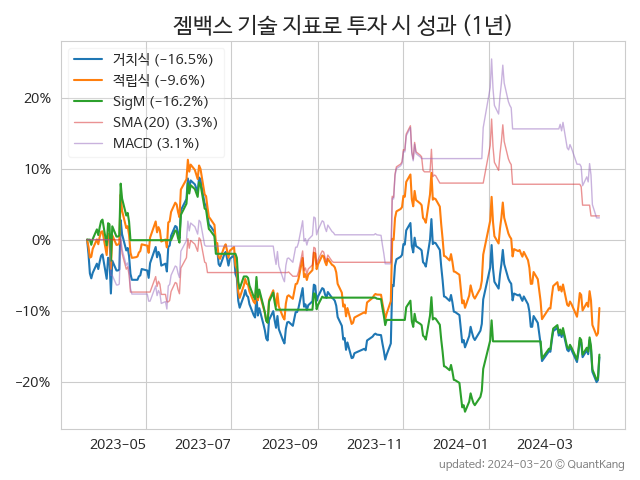 젬백스 기술 지표로 투자 시 성과 (1년)
거치식 (−16.5%)
적립식 (−9.6%)
SigM (−16.2%)
SMA(20) (3.3%)
MACD (3.1%)
20%
10%
0%
−10%
−20%
2023−05 2023−07 2023−09 2023−11 2024−01 2024−03
updated: 2024−03−20 © QuantKang